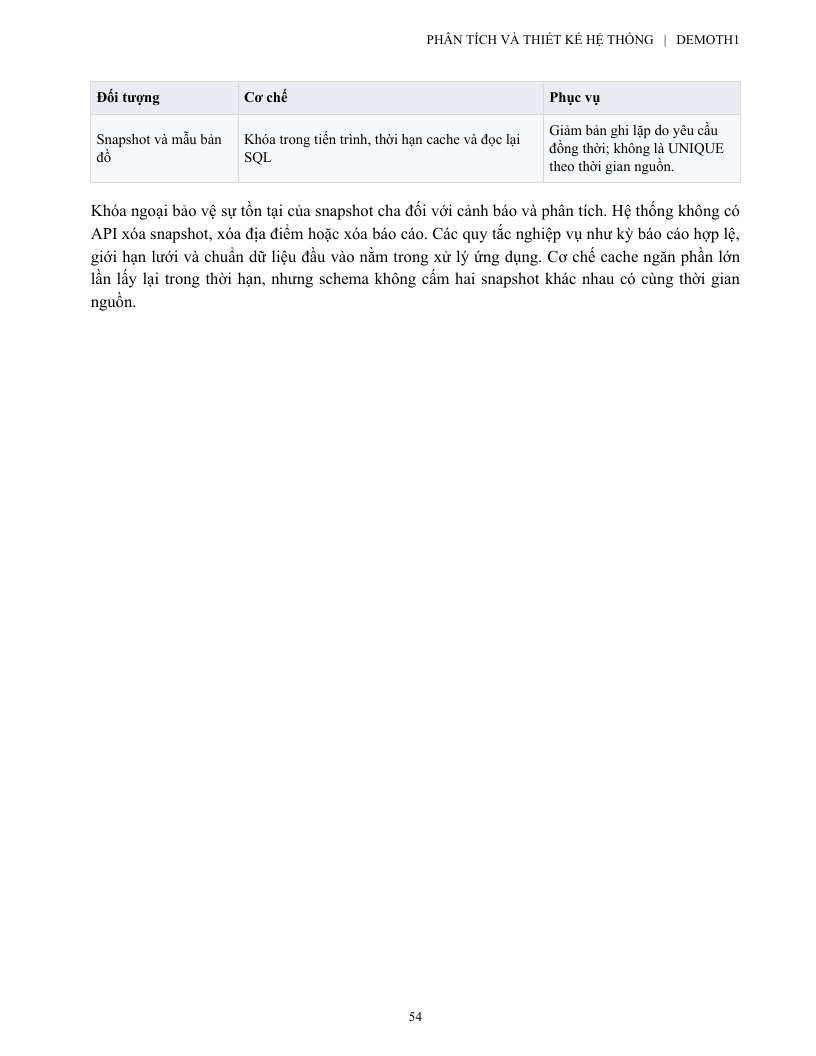 PHÂN TÍCH VÀ THIẾT KẾ HỆ THỐNG | DEMOTH1
Đối tượng Cơ chế Phục vụ
Snapshot và mẫu bản
đồ
Khóa trong tiến trình, thời hạn cache và đọc lại
SQL
Giảm bản ghi lặp do yêu cầu
đồng thời; không là UNIQUE
theo thời gian nguồn.
Khóa ngoại bảo vệ sự tồn tại của snapshot cha đối với cảnh báo và phân tích. Hệ thống không có
API xóa snapshot, xóa địa điểm hoặc xóa báo cáo. Các quy tắc nghiệp vụ như kỳ báo cáo hợp lệ,
giới hạn lưới và chuẩn dữ liệu đầu vào nằm trong xử lý ứng dụng. Cơ chế cache ngăn phần lớn
lần lấy lại trong thời hạn, nhưng schema không cấm hai snapshot khác nhau có cùng thời gian
nguồn.
54